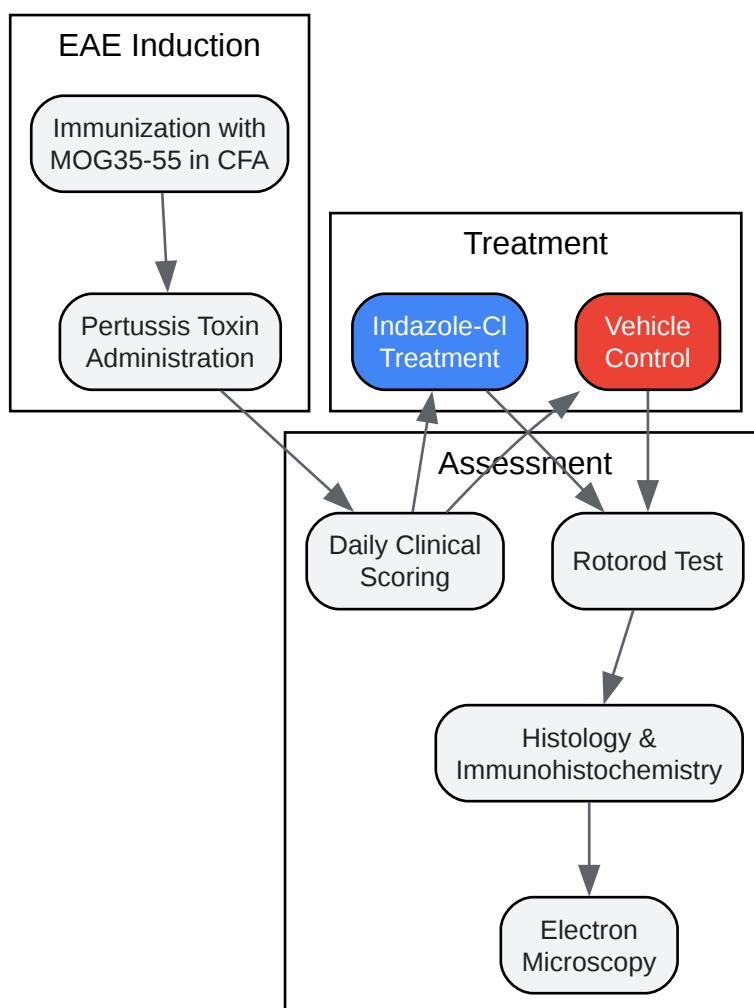 EAE Induction
Immunization with
MOG35-55 in CFA
Pertussis Toxin
Administration
Treatment
Indazole-Cl
Treatment
Vehicle
Control
Assessment
Daily Clinical
Scoring
Rotorod Test
Histology &
Immunohistochemistry
Electron
Microscopy